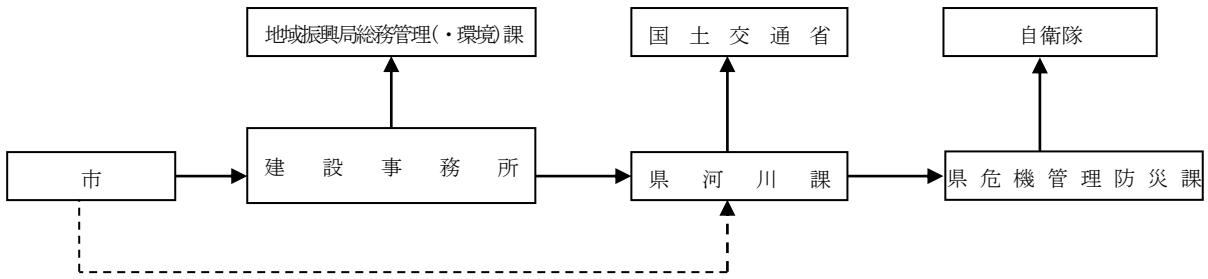 地域振興局総務管理(・環境)課
国土交通省
自衛隊
市
建設事務所
県河川課
県危機管理防災課